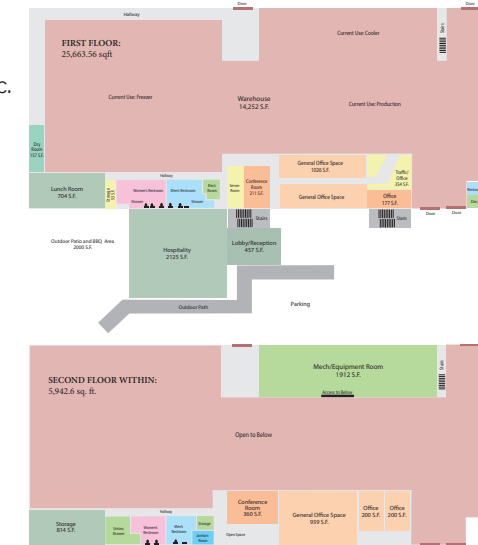 Door
Door
Hallway
FIRST FLOOR:
25,663.56 sqft
Current Use: Cooler
Stairs
C.
Current Use: Freezer
Warehouse
14,252 S.F.
Current Use: Production
Dry
Room
157 S.F.
General Office Space
1026 S.F.
Traffic/
Office
354 S.F.
Hallway
Lunch Room
704 S.F.
Storage
Women's Restroom
Men's Restroom
Mech
Room
Shower
Shower
Server
Room
Conference
Room
211 S.F.
General Office Space
Office
177 S.F.
Door
Door
Stairs
Stairs
Outdoor Patio and BBQ Area
2000 S.F.
Hospitality
2125 S.F.
Lobby/Reception
457 S.F.
Outdoor Path
Parking
SECOND FLOOR WITHIN:
5,942.6 sq. ft.
Mech/Equipment Room
1912 S.F.
Access to Below
Stairs
Open to Below
Conference
Room
360 S.F.
General Office Space
959 S.F.
Office
200 S.F.
Office
200 S.F.
Hallway
Storage
814 S.F.
Women's
Restroom
Men's
Restroom
Storage
Janitors
Room
Open Space